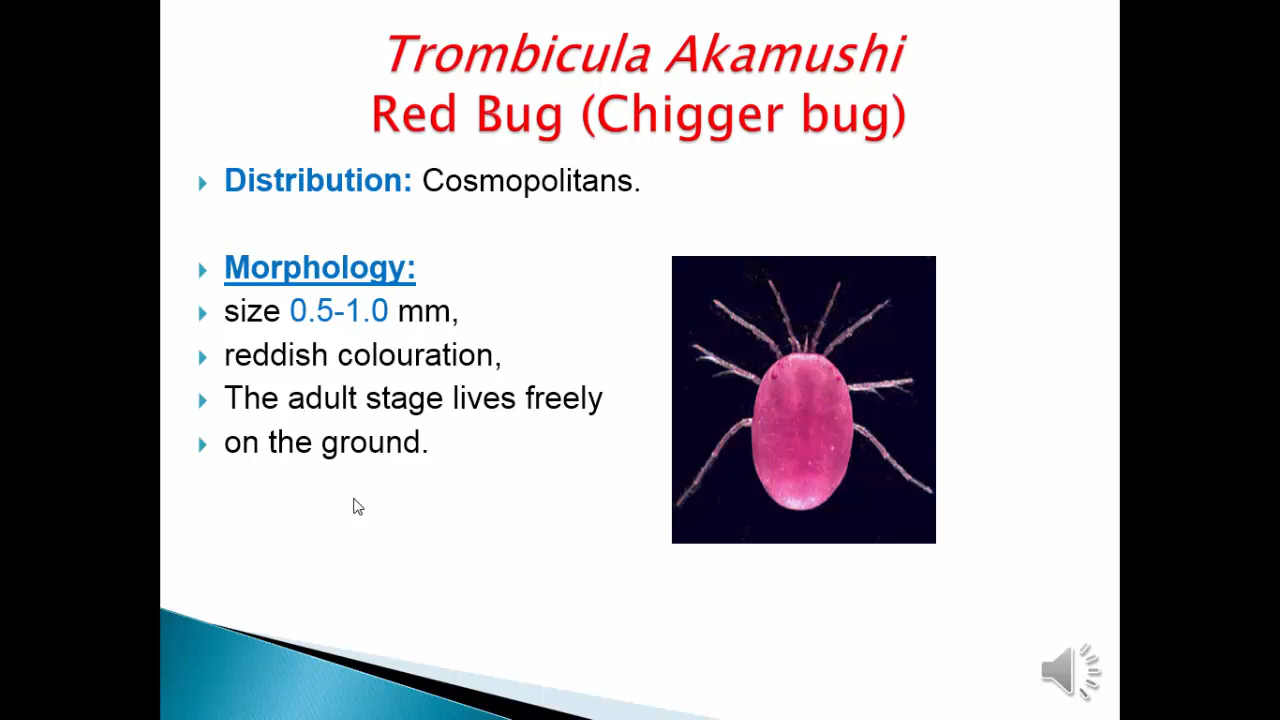 Trombicula Akamushi
Red Bug (Chigger bug)
Distribution: Cosmopolitans.
Morphology:
size 0.5-1.0 mm,
reddish colouration,
The adult stage lives freely
on the ground.